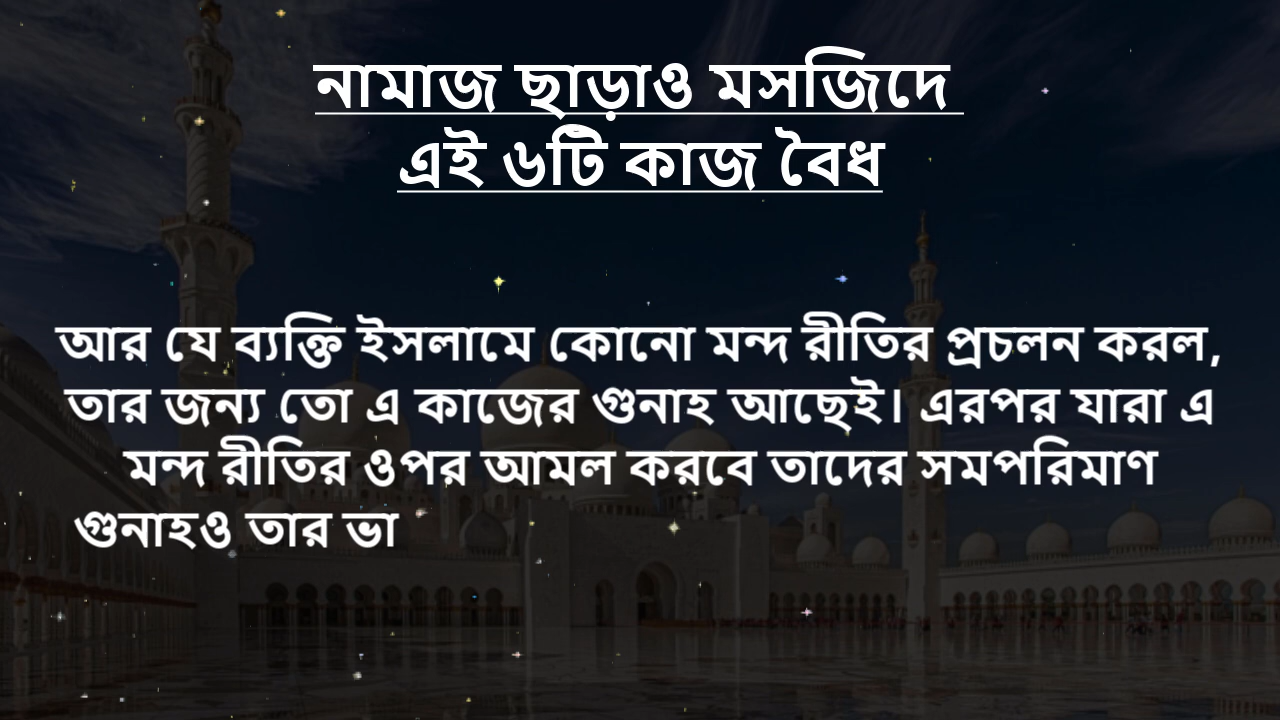 নামাজ ছাড়াও মসজিদে
এই ৬টি কাজ বৈধ
আর যে ব্যক্তি ইসলামে কোনো মন্দ রীতির প্রচলন করল,
তার জন্য তো এ কাজের গুনাহ আছেই। এরপর যারা এ
মন্দ রীতির ওপর আমল করবে তাদের সমপরিমাণ
গুনাহও তার ভা